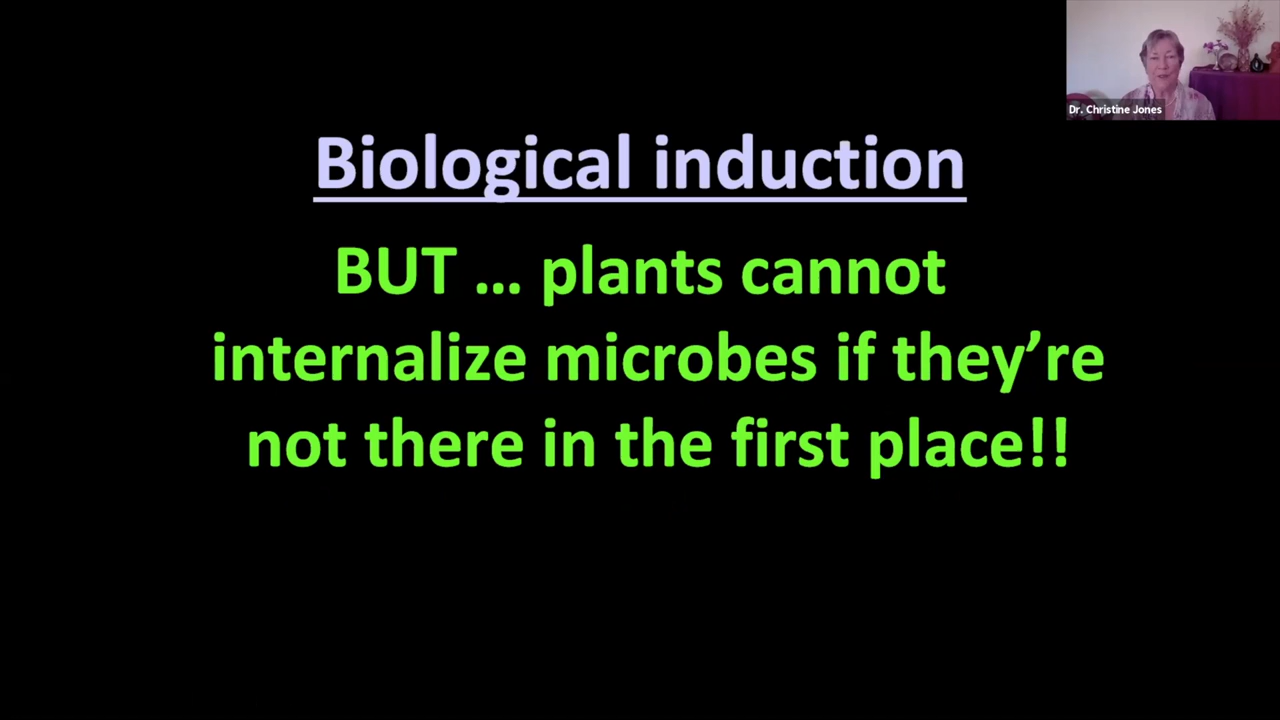 Dr. Christine Jones
Biological induction
BUT … plants cannot
internalize microbes if they’re
not there in the first place!!